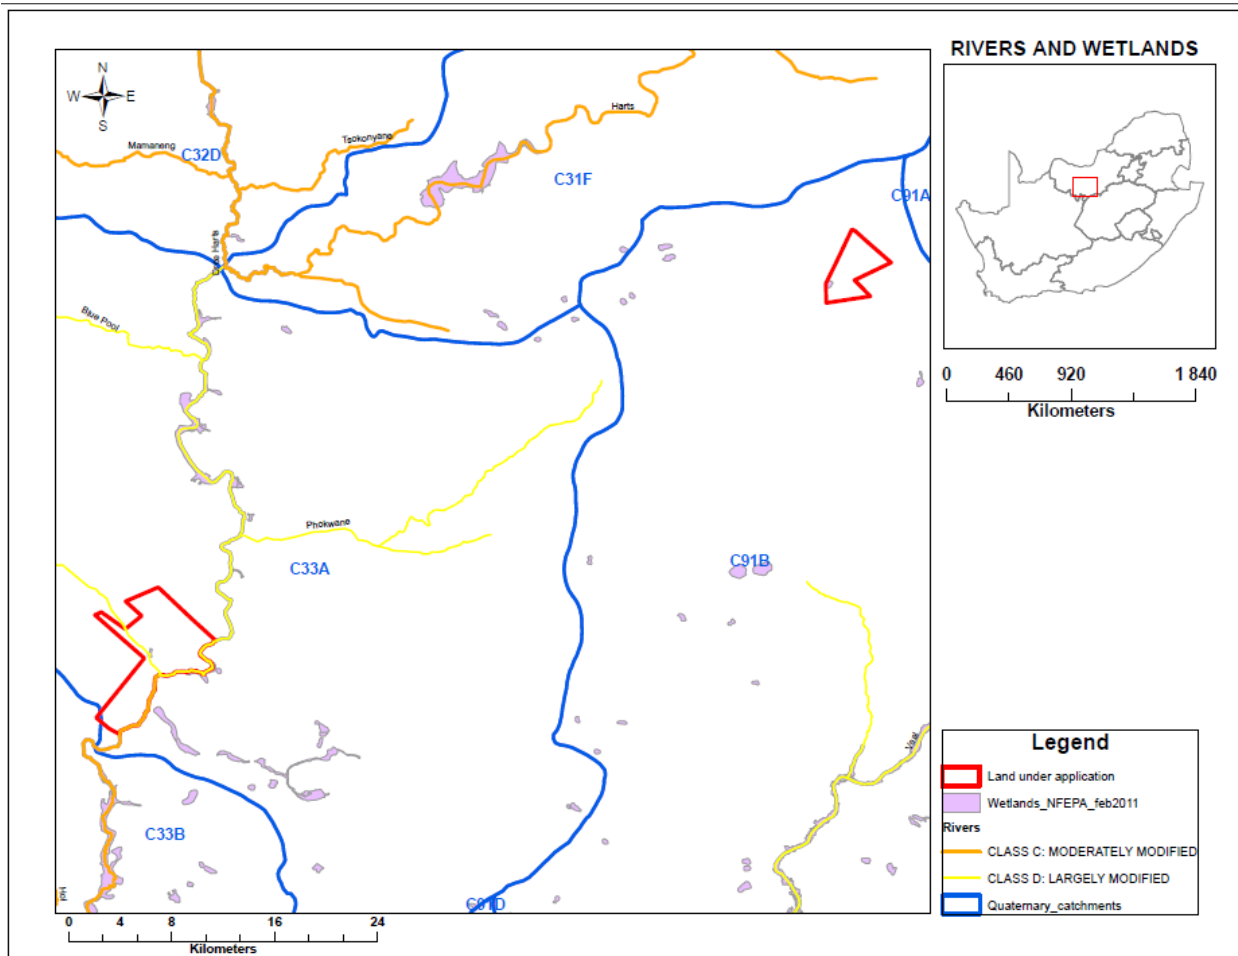 RIVERS AND WETLANDS
N
W E
S
Harts
Tsokonyane
Mamaneng
C32D
C31F
C91A
Harts
Blue Pool
0 460 920 1 840
Kilometers
Phokwane
C33A
C91B
Vaal
C33B
C91D
Legend
Land under application
Wetlands_NFEPA_feb2011
Rivers
CLASS C: MODERATELY MODIFIED
CLASS D: LARGELY MODIFIED
Quaternary_catchments
0 4 8 16 24
Kilometers